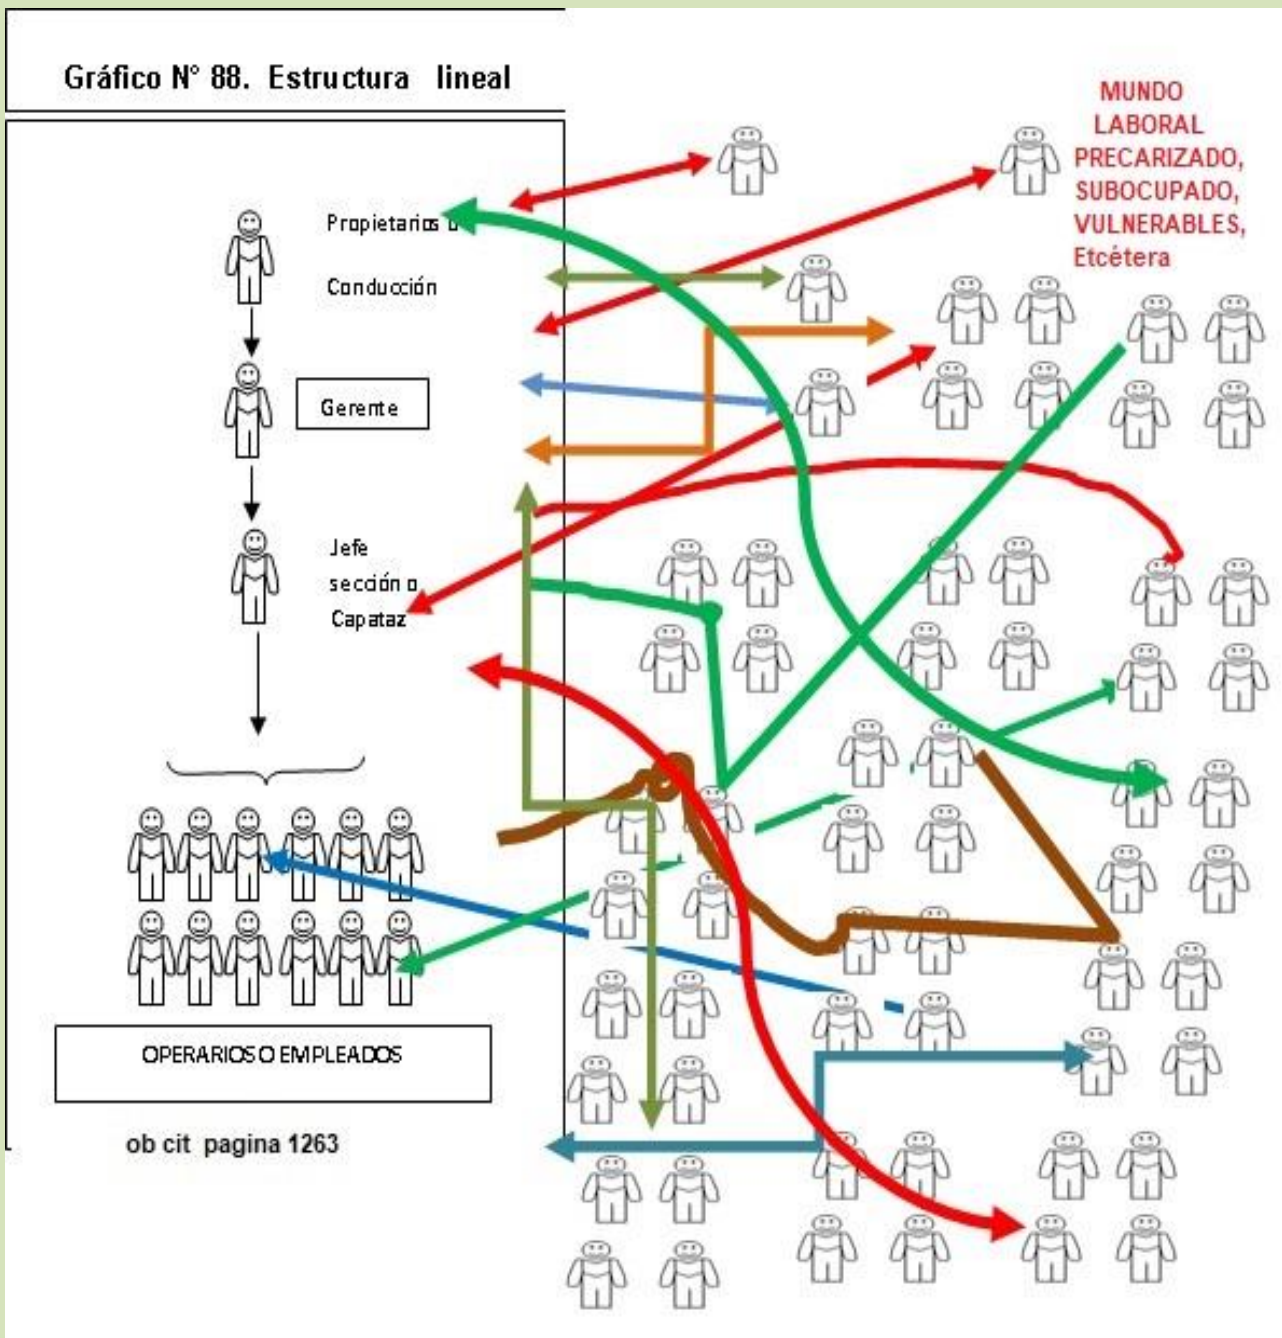 Gráfico N° 88. Estructura lineal
MUNDO
LABORAL
PRECARIZADO,
SUBOCUPADO,
VULNERABLES,
Etcétera
Propietarios
Conducción
Gerente
Jefe
sección o
Capataz
OPERARIOS O EMPLEADOS
ob cit pagina 1263